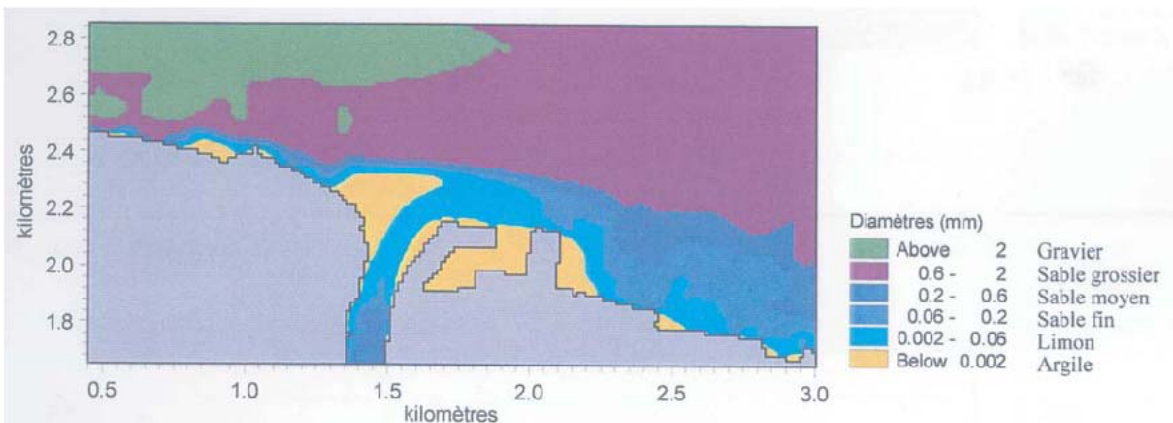 2.8
2.6
2.4
2.2
2.0
1.8
kilomètres
0.5 1.0 1.5 2.0 2.5 3.0
kilomètres
Diamètres (mm)
Above 2 Gravier
0.6 - 2 Sable grossier
0.2 - 0.6 Sable moyen
0.06 - 0.2 Sable fin
0.002 - 0.06 Limon
Below 0.002 Argile